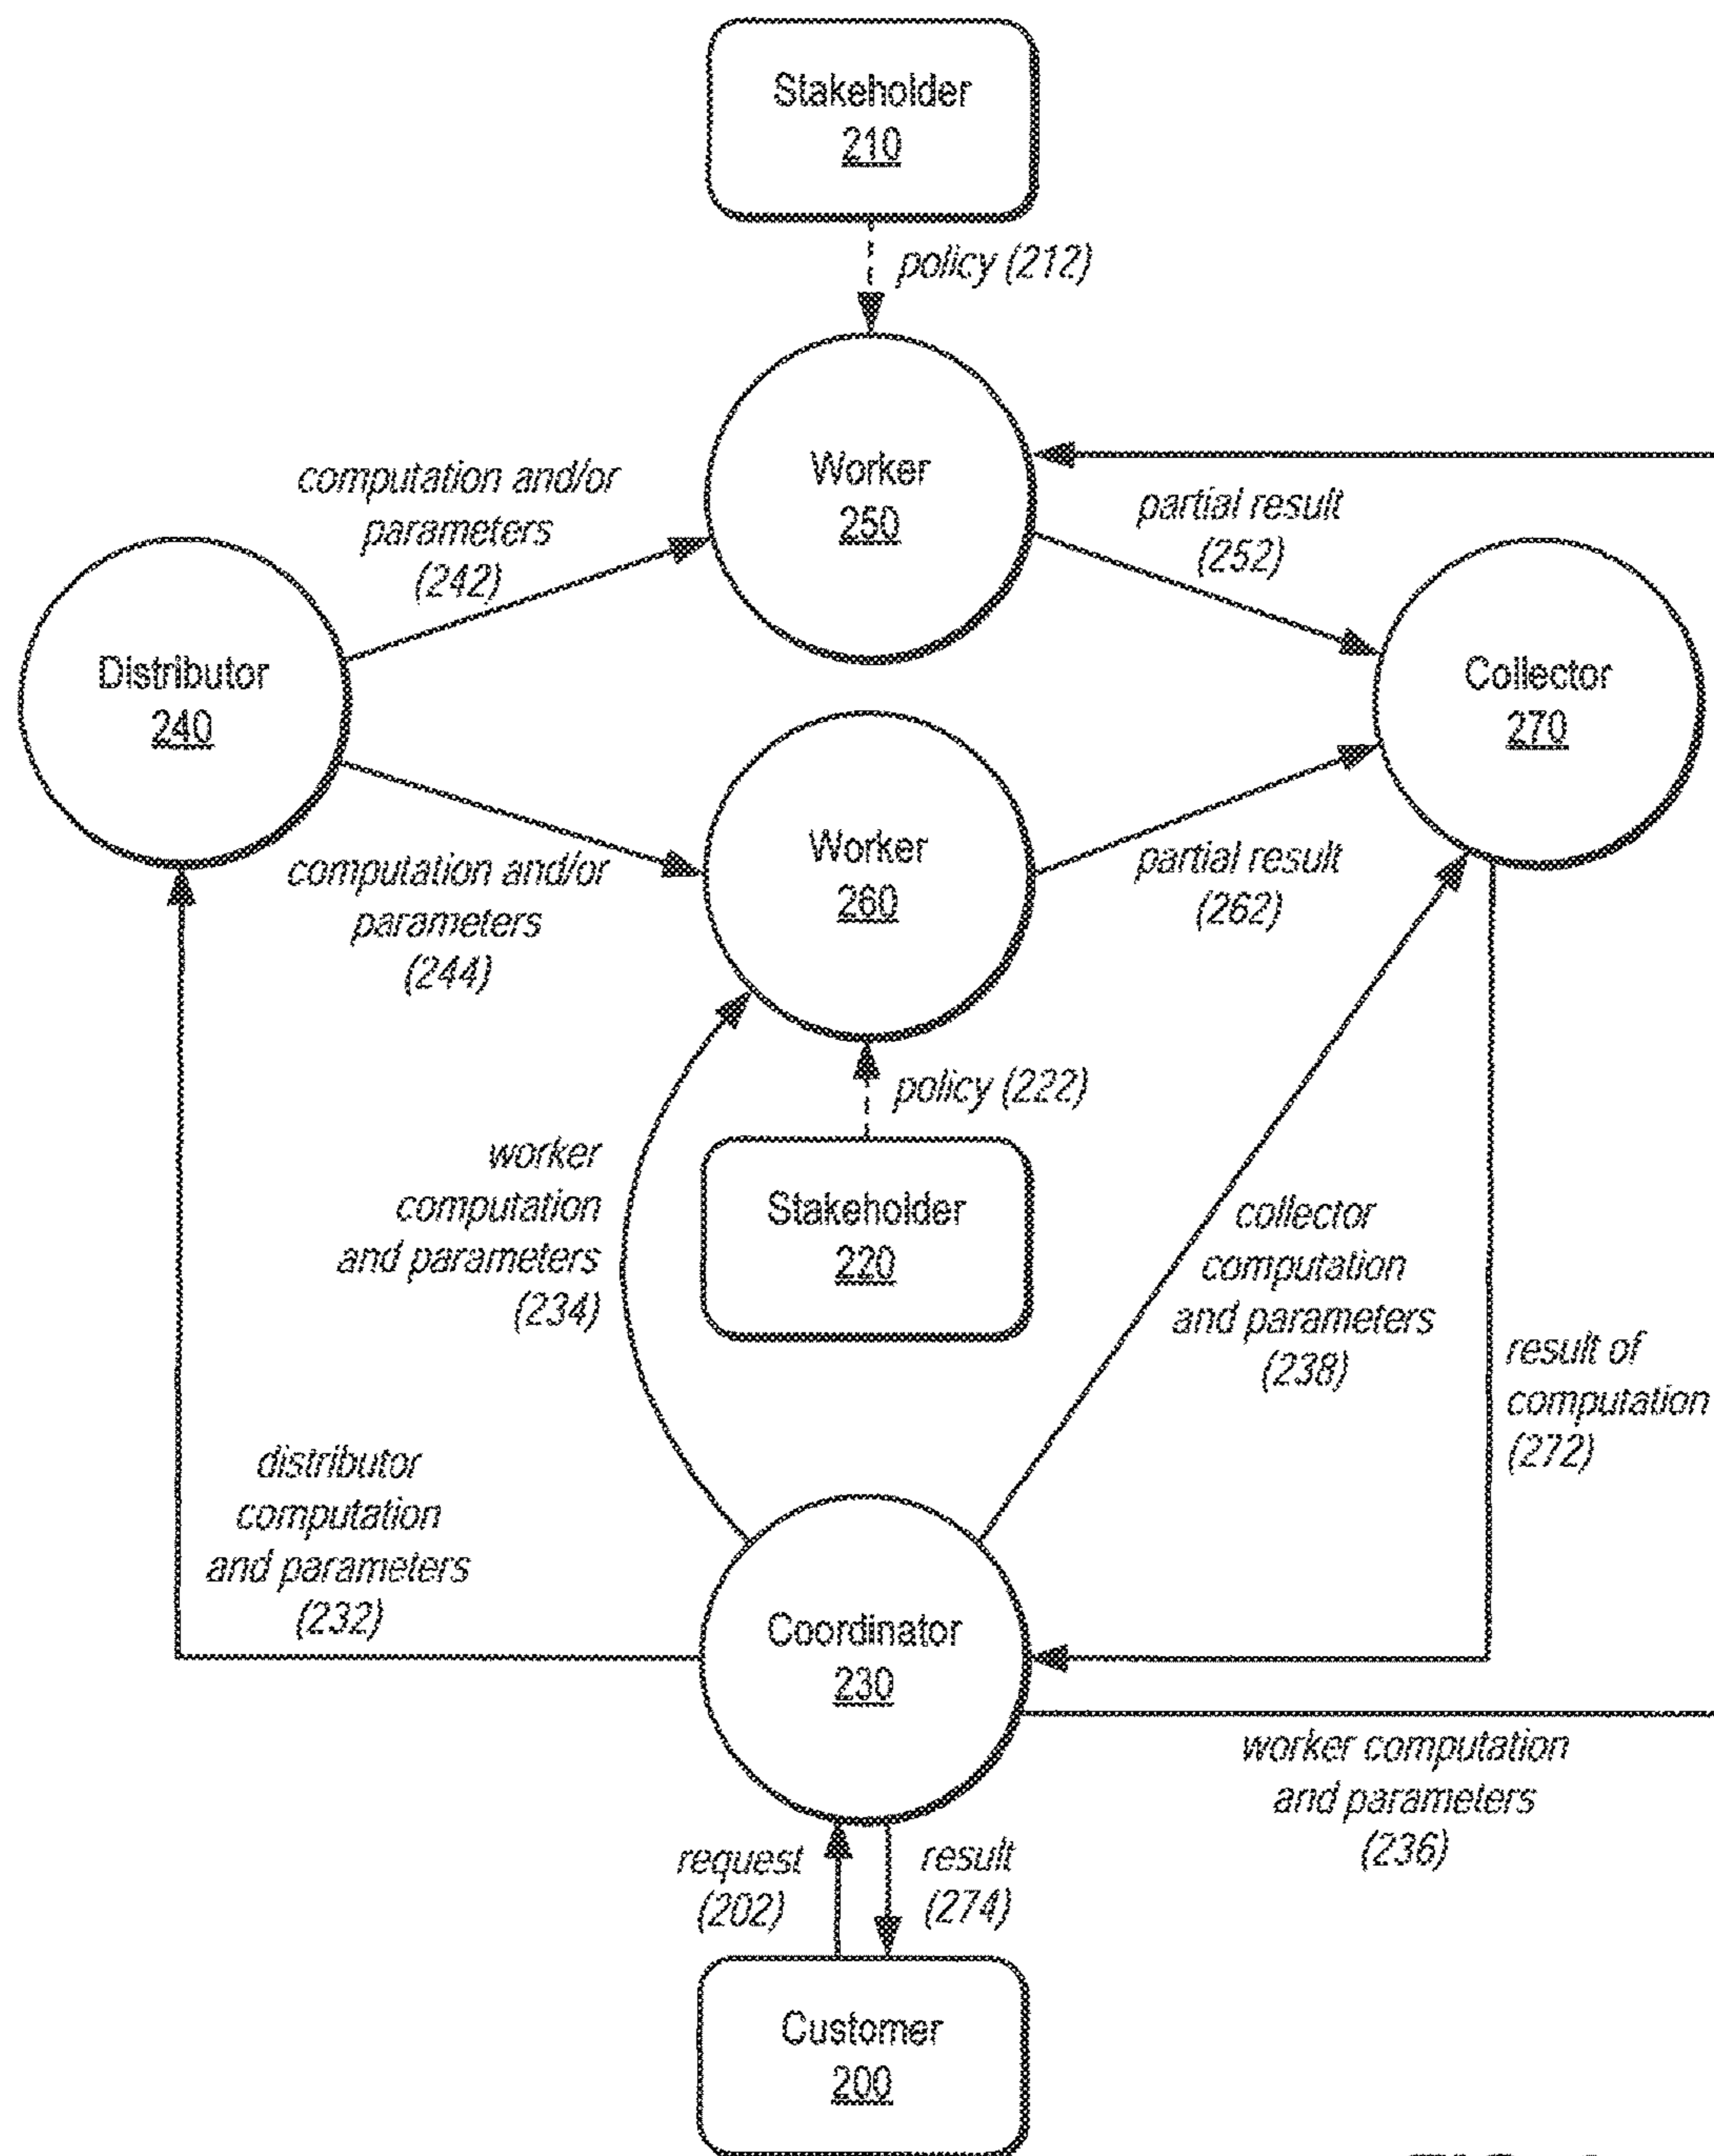 Stakeholder
210
policy (212)
Worker
250
computation and/or
parameters
(242)
partial result
(252)
Distributor
240
Collector
270
Worker
260
computation and/or
parameters
(244)
partial result
(262)
policy (222)
Stakeholder
220
worker
computation
and parameters
(234)
collector
computation
and parameters
(238)
result of
computation
(272)
distributor
computation
and parameters
(232)
Coordinator
230
worker computation
and parameters
(236)
request
(202)
result
(274)
Customer
200